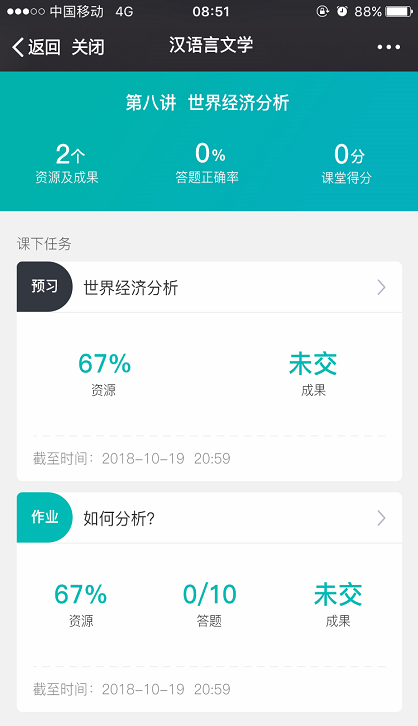 中国移动 4G 08:51 88%
返回 关闭 汉语言文学
第八讲 世界经济分析
2个 0% 0分
资源及成果 答题正确率 课堂得分
课下任务
预习 世界经济分析
67% 未交
资源 成果
截至时间：2018-10-19 20:59
作业 如何分析?
67% 0/10 未交
资源 答题 成果
截至时间：2018-10-19 20:59